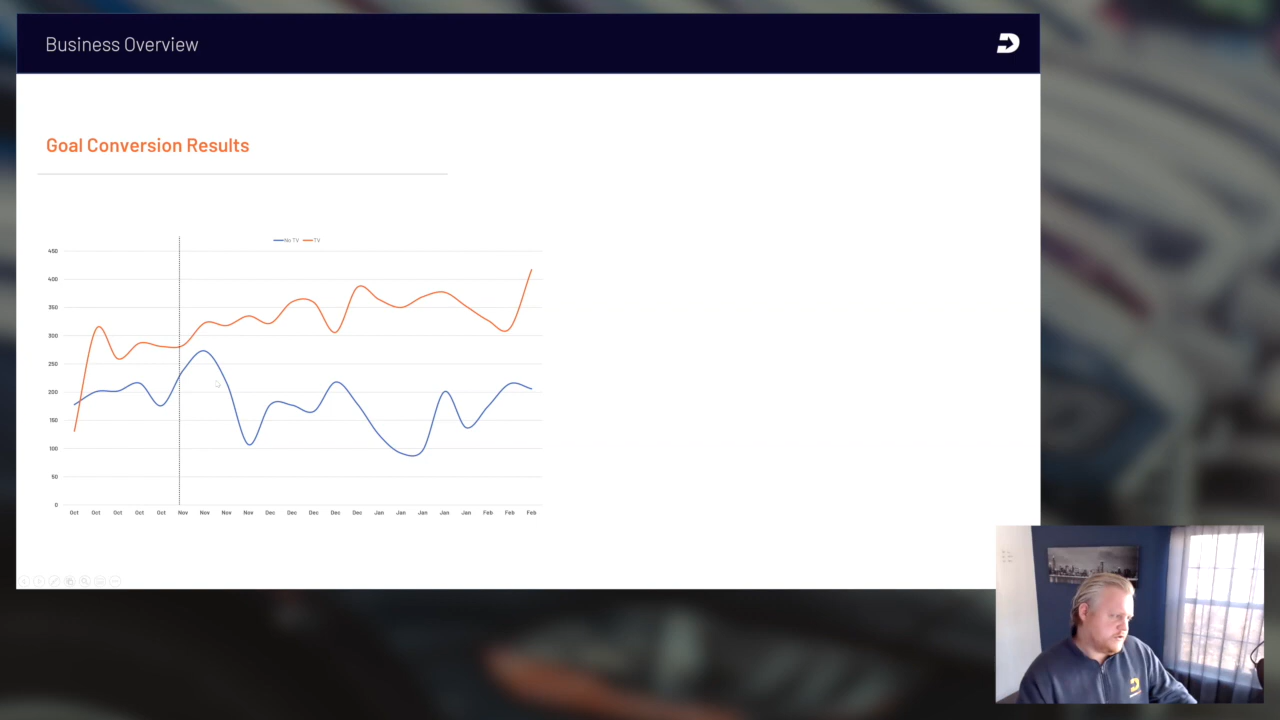 Business Overview
Goal Conversion Results
No TV TV
450
400
350
300
250
200
150
100
50
0
Oct Oct Oct Oct Oct Nov Nov Nov Nov Dec Dec Dec Dec Dec Jan Jan Jan Jan Jan Feb Feb Feb